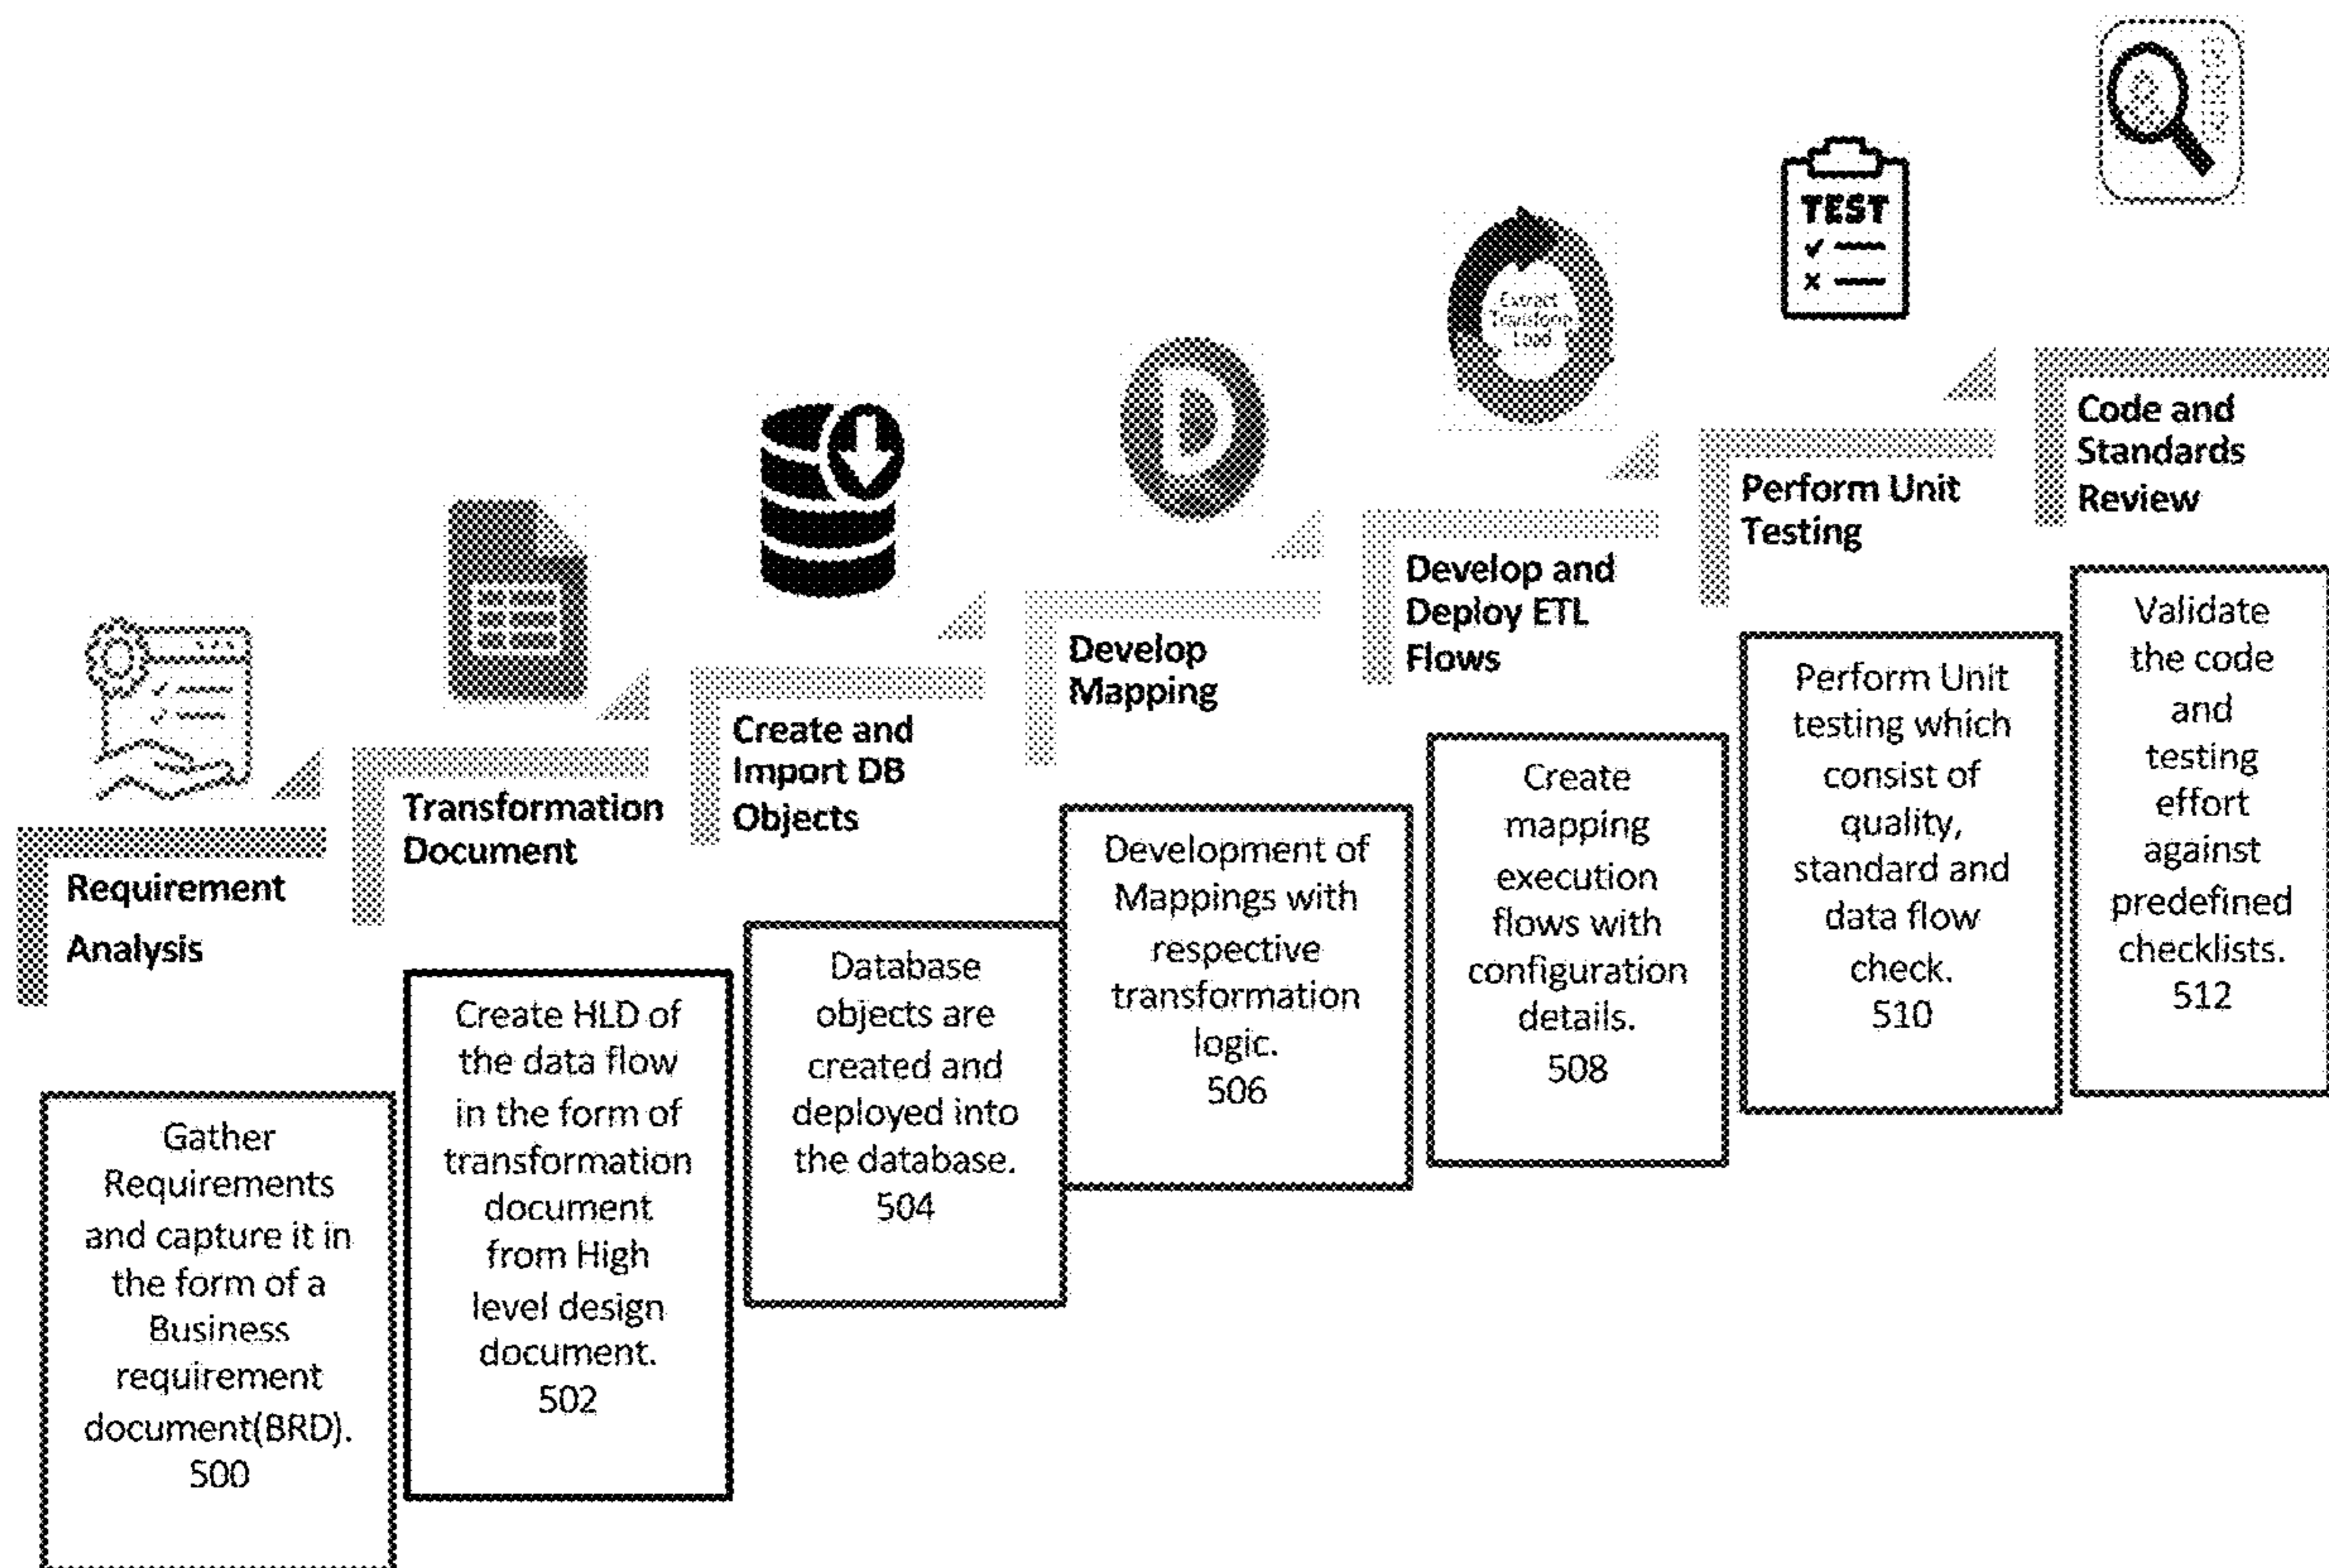 Requirement
Analysis
Gather
Requirements
and capture it in
the form of a
Business
requirement
document(BRD).
500
Transformation
Document
Create HLD of
the data flow
in the form of
transformation
document
from High
level design
document.
502
Create and
Import DB
Objects
Database
objects are
created and
deployed into
the database.
504
D
Develop
Mapping
Development of
Mappings with
respective
transformation
logic.
506
Extract
Transform
Load
Develop and
Deploy ETL
Flows
Create
mapping
execution
flows with
configuration
details.
508
TEST
Perform Unit
Testing
Perform Unit
testing which
consist of
quality,
standard and
data flow
check.
510
Code and
Standards
Review
Validate
the code
and
testing
effort
against
predefined
checklists.
512